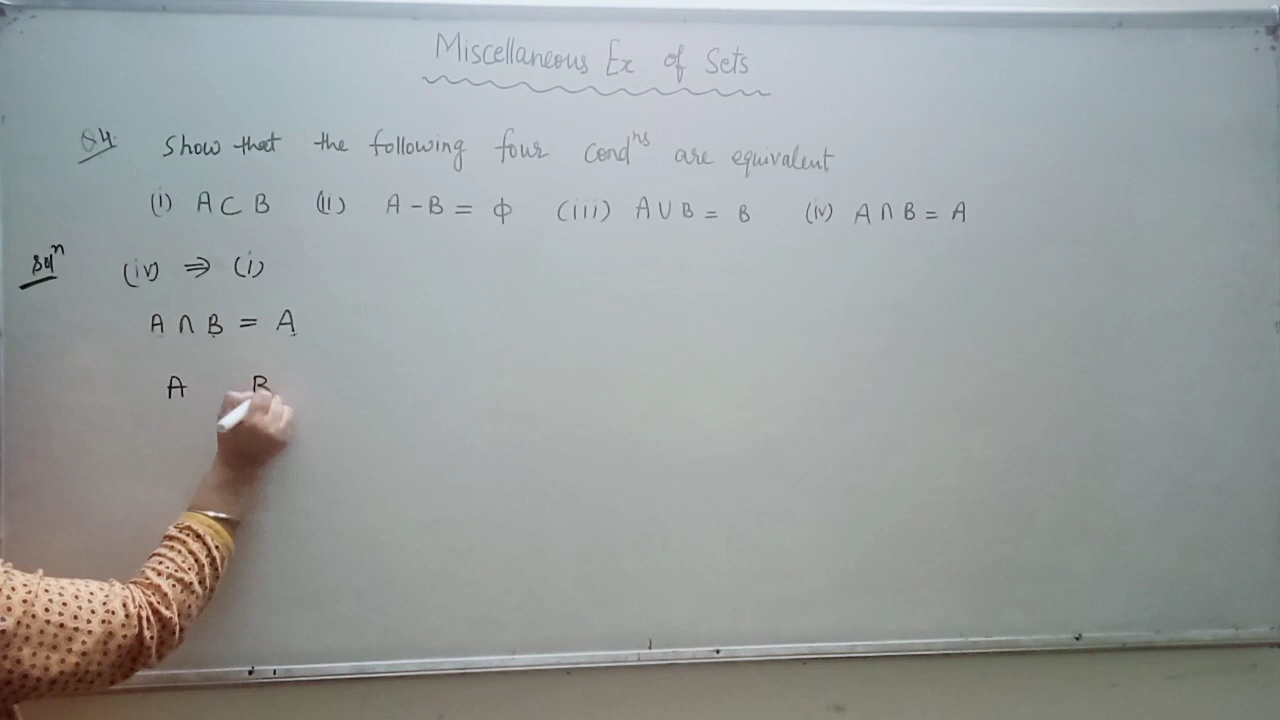 Miscellaneous Ex of Sets
Q4. Show that the following four condⁿˢ are equivalent
(i) A ⊂ B (ii) A - B = ϕ (iii) A ∪ B = B (iv) A ∩ B = A
Solⁿ (iv) ⇒ (i)
A ∩ B = A
A B